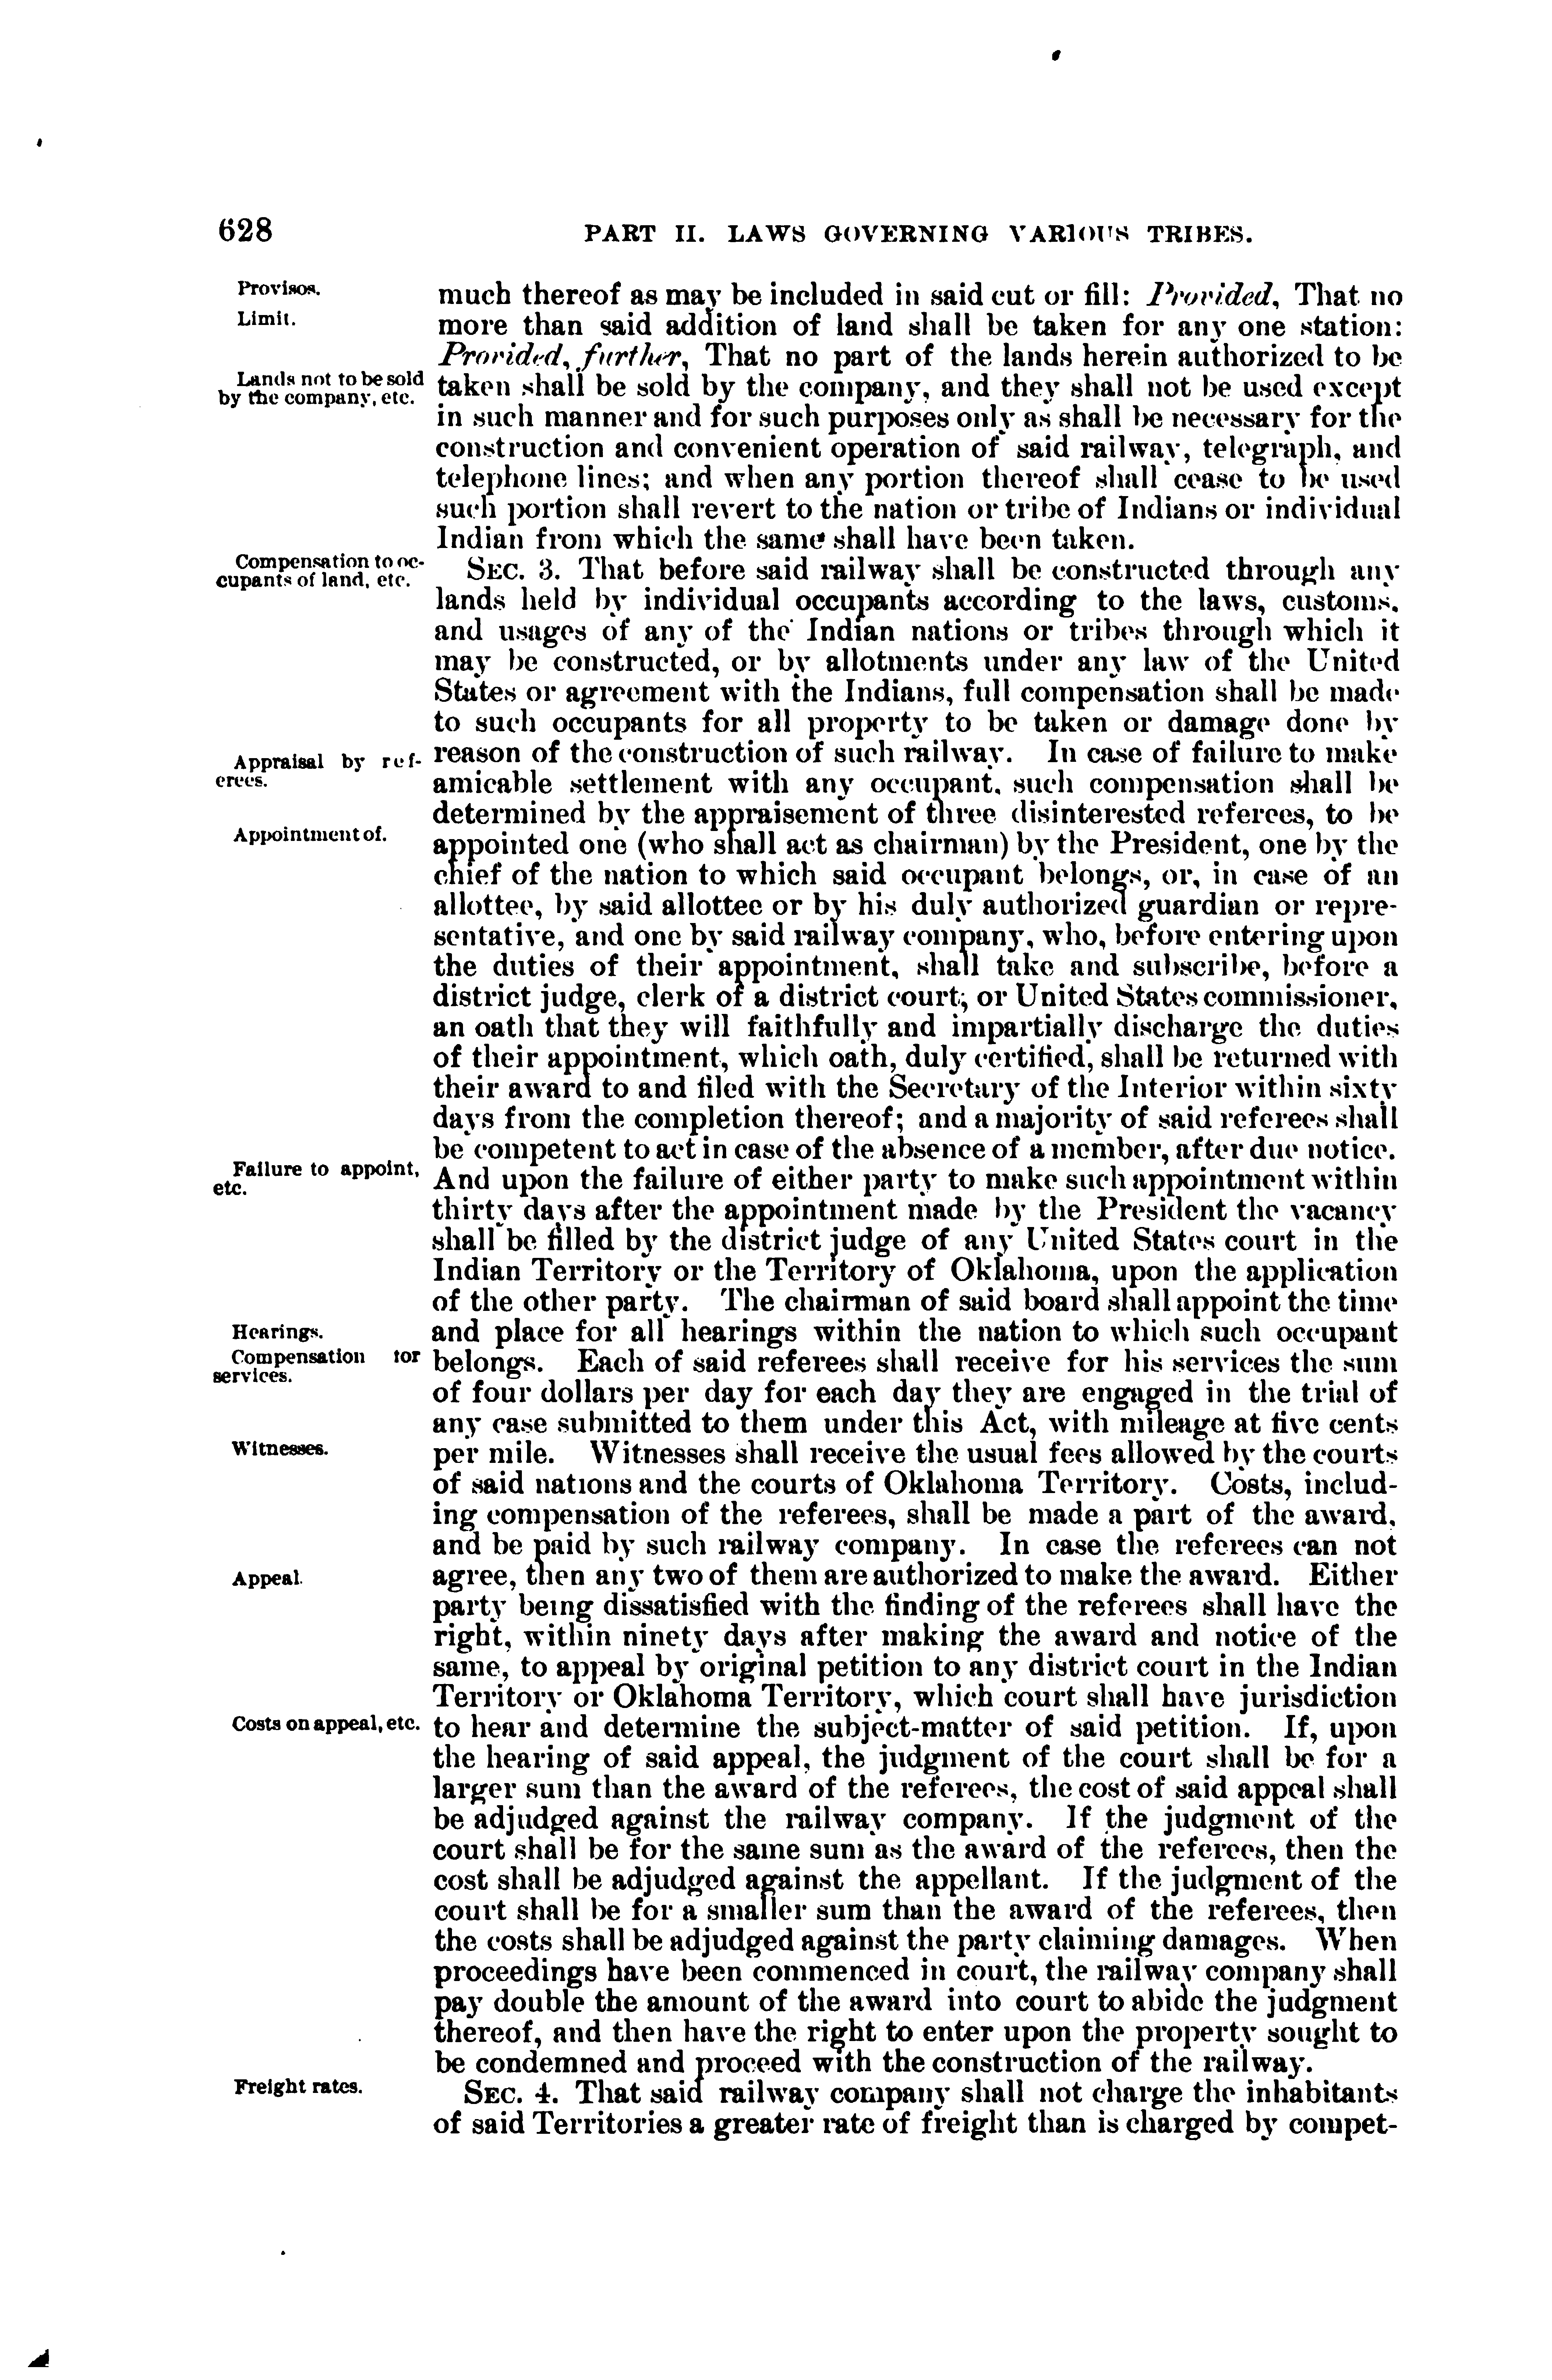 628
PART II. LAWS GOVERNING VARIOUS TRIBES.
Provisos.
Limit.
much thereof as may be included in said cut or fill: Provided, That no
more than said addition of land shall be taken for any one station:
Provided, further, That no part of the lands herein authorized to be
Lands not to be sold
by the company, etc.
taken shall be sold by the company, and they shall not be used except
in such manner and for such purposes only as shall be necessary for the
construction and convenient operation of said railway, telegraph, and
telephone lines; and when any portion thereof shall cease to be used
such portion shall revert to the nation or tribe of Indians or individual
Indian from which the same shall have been taken.
Compensation to oc-
cupants of land, etc.
SEC. 3. That before said railway shall be constructed through any
lands held by individual occupants according to the laws, customs,
and usages of any of the Indian nations or tribes through which it
may be constructed, or by allotments under any law of the United
States or agreement with the Indians, full compensation shall be made
to such occupants for all property to be taken or damage done by
Appraisal by ref-
erees.
reason of the construction of such railway. In case of failure to make
amicable settlement with any occupant, such compensation shall be
determined by the appraisement of three disinterested referees, to be
Appointment of.
appointed one (who shall act as chairman) by the President, one by the
chief of the nation to which said occupant belongs, or, in case of an
allottee, by said allottee or by his duly authorized guardian or repre-
sentative, and one by said railway company, who, before entering upon
the duties of their appointment, shall take and subscribe, before a
district judge, clerk of a district court, or United States commissioner,
an oath that they will faithfully and impartially discharge the duties
of their appointment, which oath, duly certified, shall be returned with
their award to and filed with the Secretary of the Interior within sixty
days from the completion thereof; and a majority of said referees shall
be competent to act in case of the absence of a member, after due notice.
Failure to appoint,
etc.
And upon the failure of either party to make such appointment within
thirty days after the appointment made by the President the vacancy
shall be filled by the district judge of any United States court in the
Indian Territory or the Territory of Oklahoma, upon the application
of the other party. The chairman of said board shall appoint the time
Hearings.
and place for all hearings within the nation to which such occupant
Compensation for
services.
belongs. Each of said referees shall receive for his services the sum
of four dollars per day for each day they are engaged in the trial of
any case submitted to them under this Act, with mileage at five cents
Witnesses.
per mile. Witnesses shall receive the usual fees allowed by the courts
of said nations and the courts of Oklahoma Territory. Costs, includ-
ing compensation of the referees, shall be made a part of the award,
and be paid by such railway company. In case the referees can not
Appeal.
agree, then any two of them are authorized to make the award. Either
party being dissatisfied with the finding of the referees shall have the
right, within ninety days after making the award and notice of the
same, to appeal by original petition to any district court in the Indian
Territory or Oklahoma Territory, which court shall have jurisdiction
Costs on appeal, etc.
to hear and determine the subject-matter of said petition. If, upon
the hearing of said appeal, the judgment of the court shall be for a
larger sum than the award of the referees, the cost of said appeal shall
be adjudged against the railway company. If the judgment of the
court shall be for the same sum as the award of the referees, then the
cost shall be adjudged against the appellant. If the judgment of the
court shall be for a smaller sum than the award of the referees, then
the costs shall be adjudged against the party claiming damages. When
proceedings have been commenced in court, the railway company shall
pay double the amount of the award into court to abide the judgment
thereof, and then have the right to enter upon the property sought to
be condemned and proceed with the construction of the railway.
Freight rates.
SEC. 4. That said railway company shall not charge the inhabitants
of said Territories a greater rate of freight than is charged by compet-